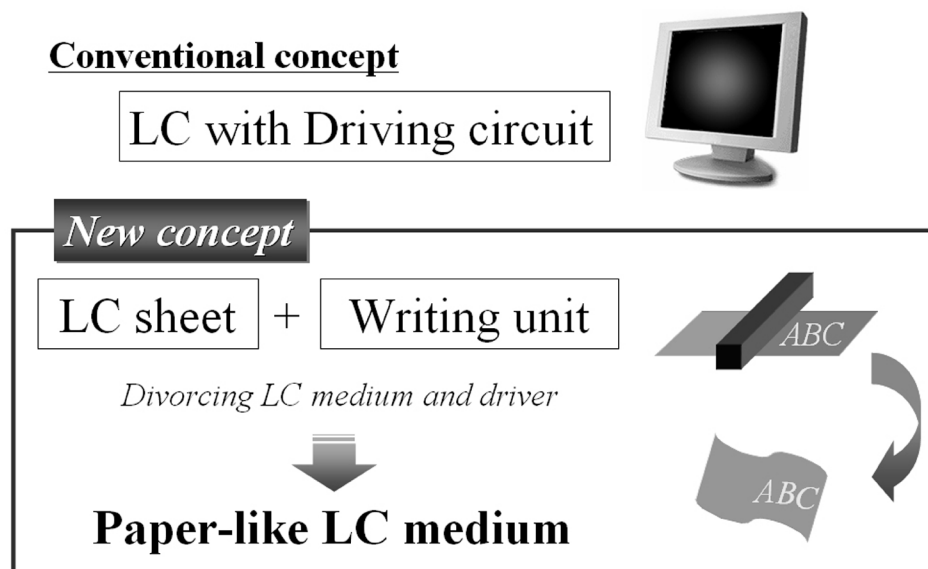 Conventional concept
LC with Driving circuit
New concept
LC sheet + Writing unit
ABC
Divorcing LC medium and driver
ABC
Paper-like LC medium